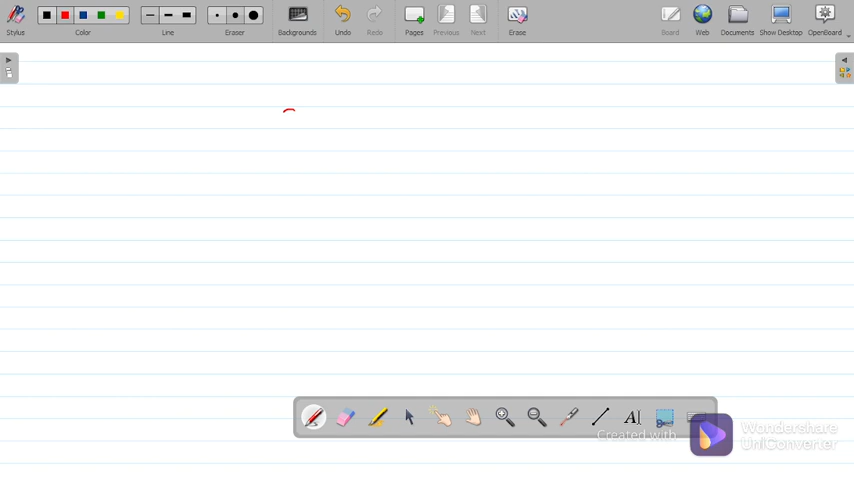 Stylus Color Line Eraser Backgrounds Undo Redo Pages Previous Next Erase Board Web Documents Show Desktop OpenBoard
Created with Wondershare
UniConverter